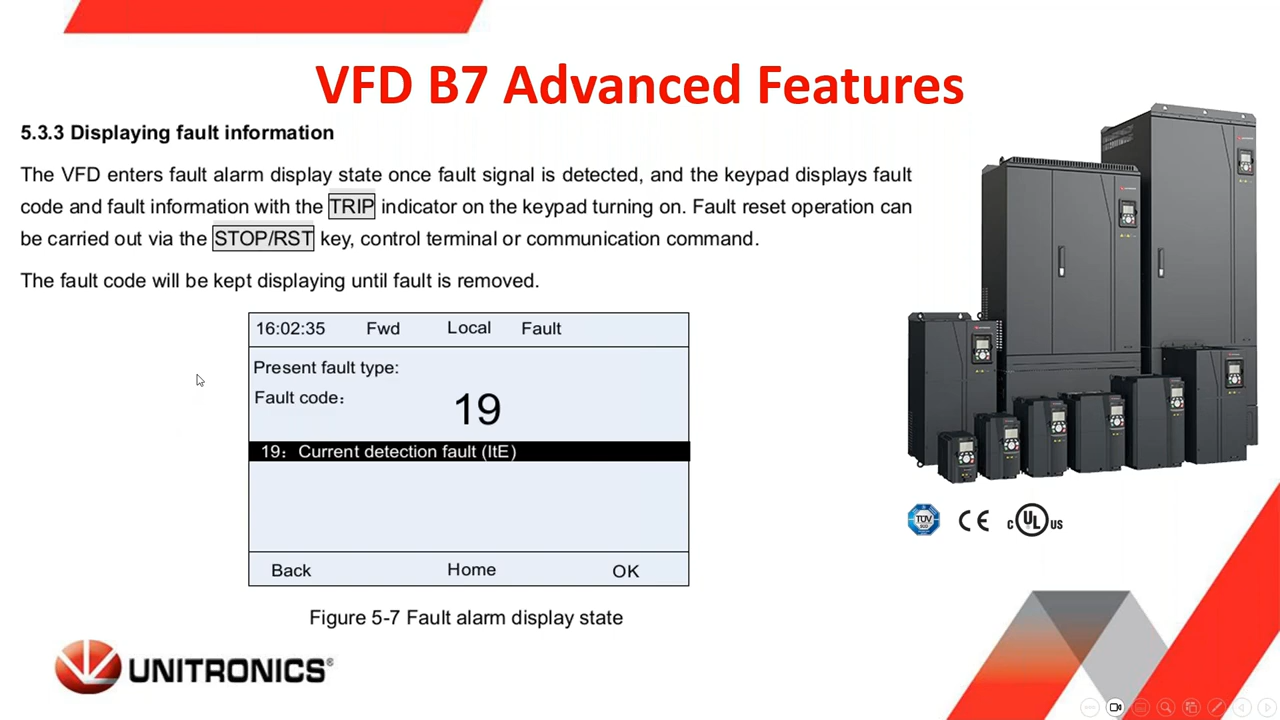 VFD B7 Advanced Features
5.3.3 Displaying fault information
The VFD enters fault alarm display state once fault signal is detected, and the keypad displays fault
code and fault information with the TRIP indicator on the keypad turning on. Fault reset operation can
be carried out via the STOP/RST key, control terminal or communication command.
The fault code will be kept displaying until fault is removed.
16:02:35 Fwd Local Fault
Present fault type:
Fault code：
19
19：Current detection fault (ItE)
Back Home OK
Figure 5-7 Fault alarm display state
TÜV
CE
C UL US
UNITRONICS®